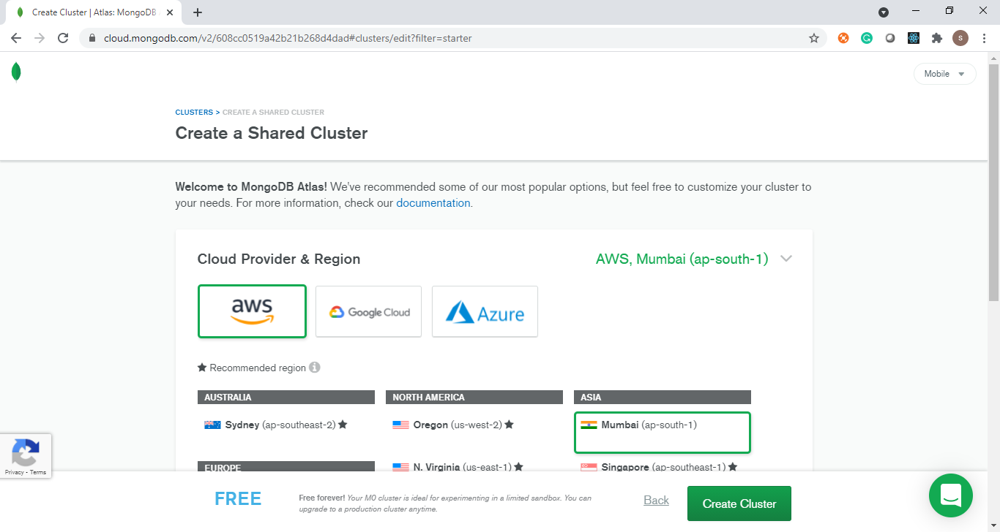 Create Cluster | Atlas: MongoDB
cloud.mongodb.com/v2/608cc0519a42b21b268d4dad#clusters/edit?filter=starter
S
Mobile
CLUSTERS > CREATE A SHARED CLUSTER
Create a Shared Cluster
Welcome to MongoDB Atlas! We've recommended some of our most popular options, but feel free to customize your cluster to
your needs. For more information, check our documentation.
Cloud Provider & Region
AWS, Mumbai (ap-south-1)
aws
Google Cloud
Azure
★ Recommended region i
AUSTRALIA
NORTH AMERICA
ASIA
Sydney (ap-southeast-2) ★
Oregon (us-west-2) ★
Mumbai (ap-south-1)
EUROPE
N. Virginia (us-east-1) ★
Singapore (ap-southeast-1) ★
Privacy - Terms
FREE
Free forever! Your M0 cluster is ideal for experimenting in a limited sandbox. You can
upgrade to a production cluster anytime.
Back
Create Cluster